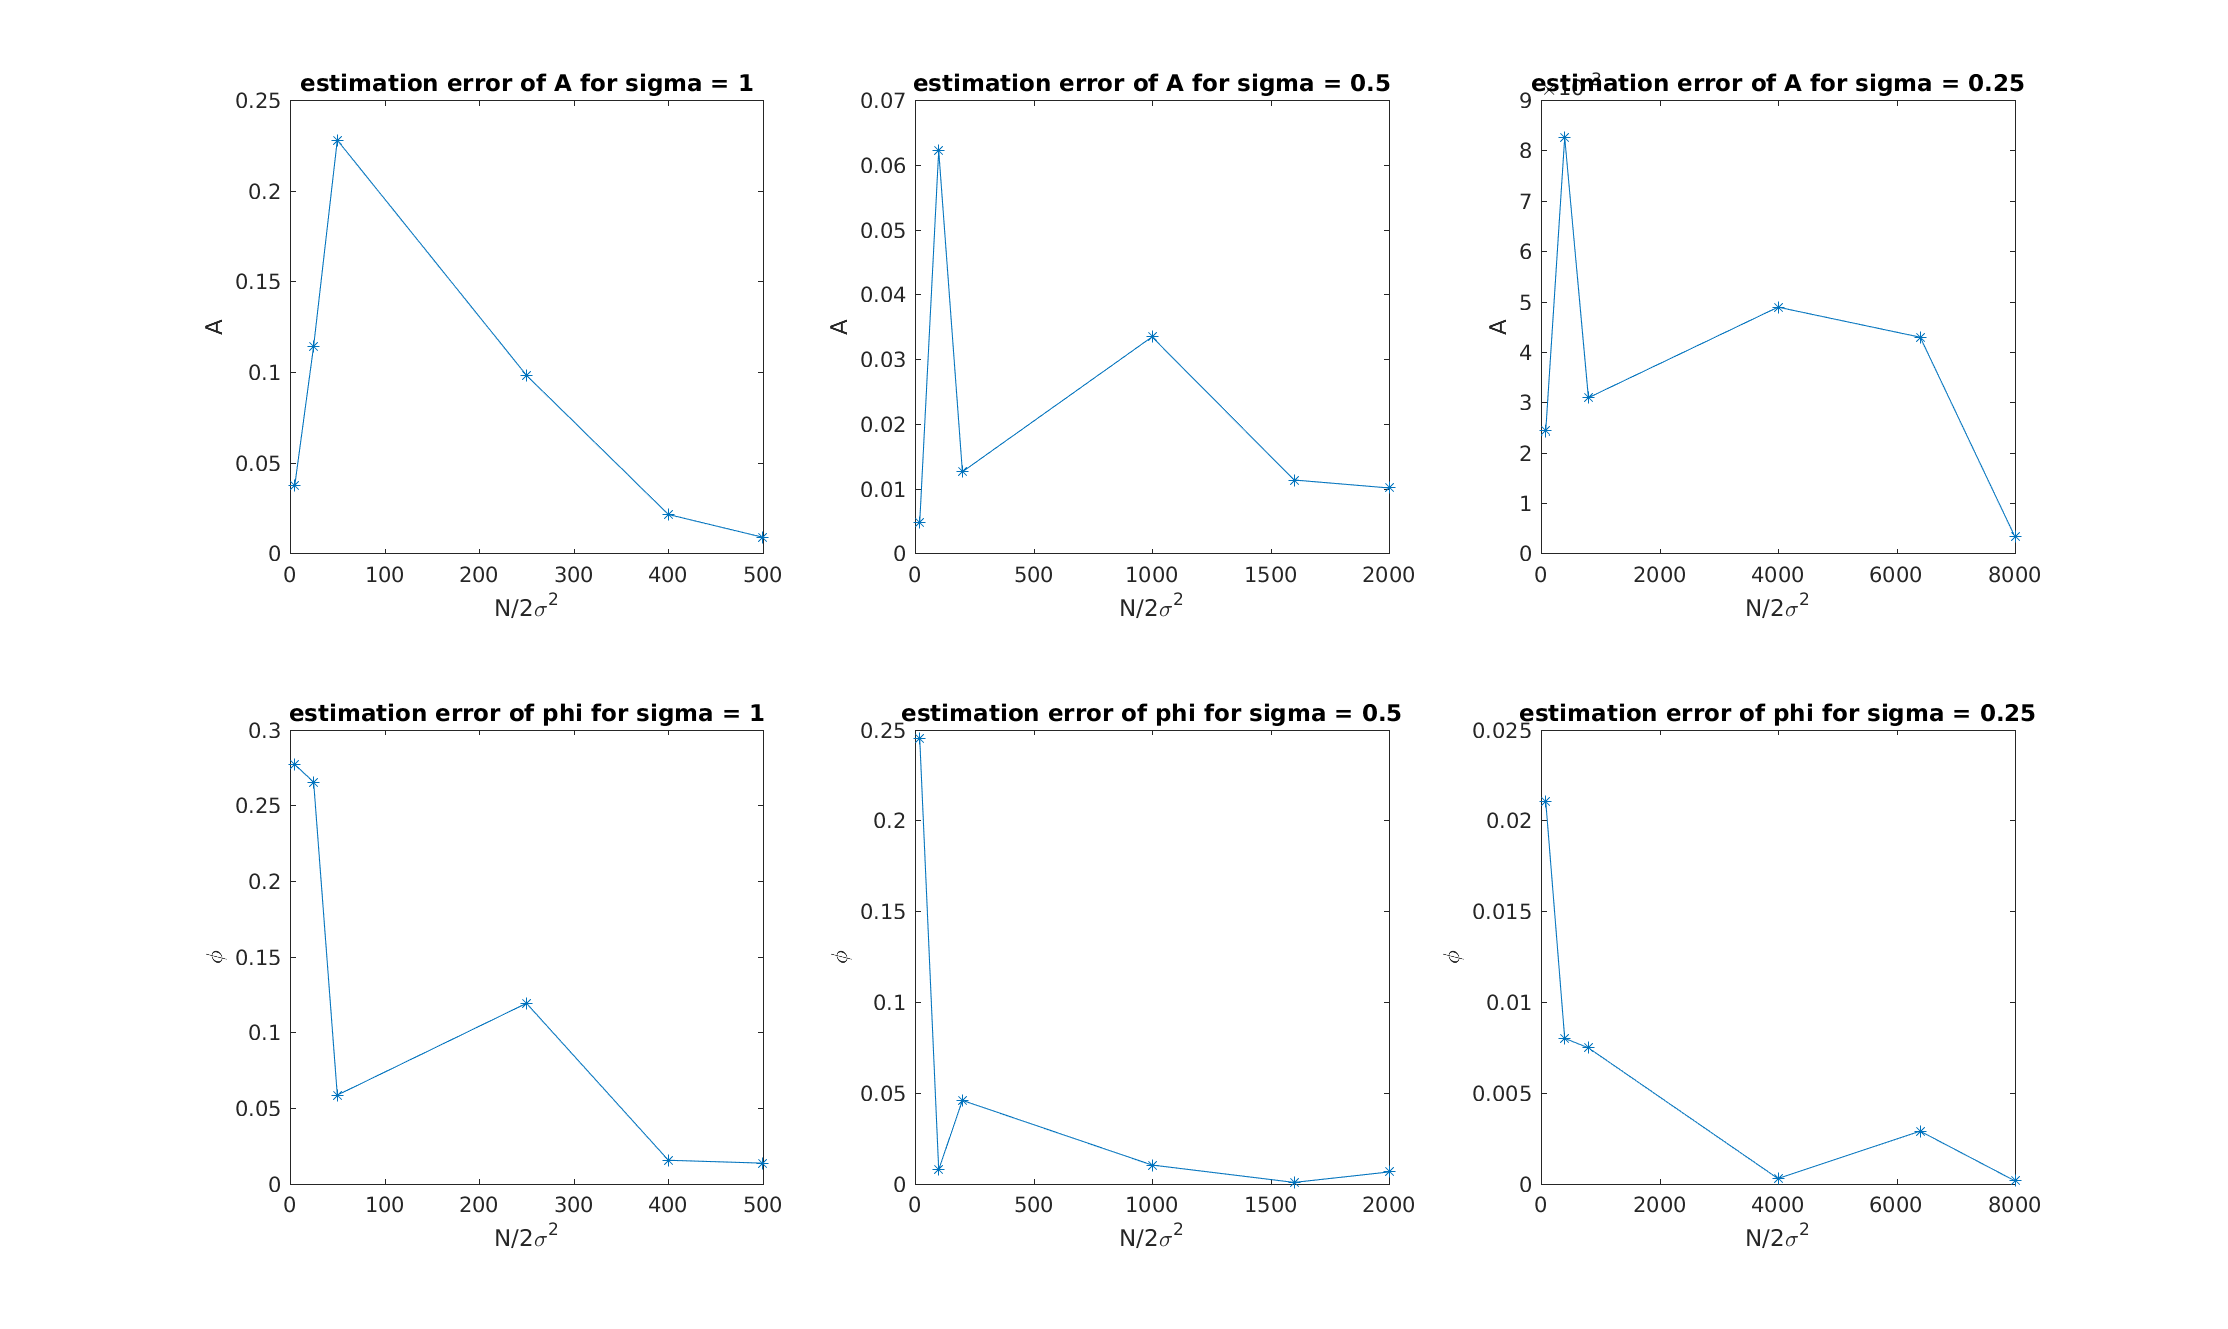 estimation error of A for sigma = 1
0.25
0.2
0.15
0.1
0.05
0
A
0 100 200 300 400 500
N/2σ²
estimation error of A for sigma = 0.5
0.07
0.06
0.05
0.04
0.03
0.02
0.01
0
A
0 500 1000 1500 2000
N/2σ²
estimation error of A for sigma = 0.25
9
8
7
6
5
4
3
2
1
0
A
0 2000 4000 6000 8000
N/2σ²
estimation error of phi for sigma = 1
0.3
0.25
0.2
0.15
0.1
0.05
0
ϕ
0 100 200 300 400 500
N/2σ²
estimation error of phi for sigma = 0.5
0.25
0.2
0.15
0.1
0.05
0
ϕ
0 500 1000 1500 2000
N/2σ²
estimation error of phi for sigma = 0.25
0.025
0.02
0.015
0.01
0.005
0
ϕ
0 2000 4000 6000 8000
N/2σ²